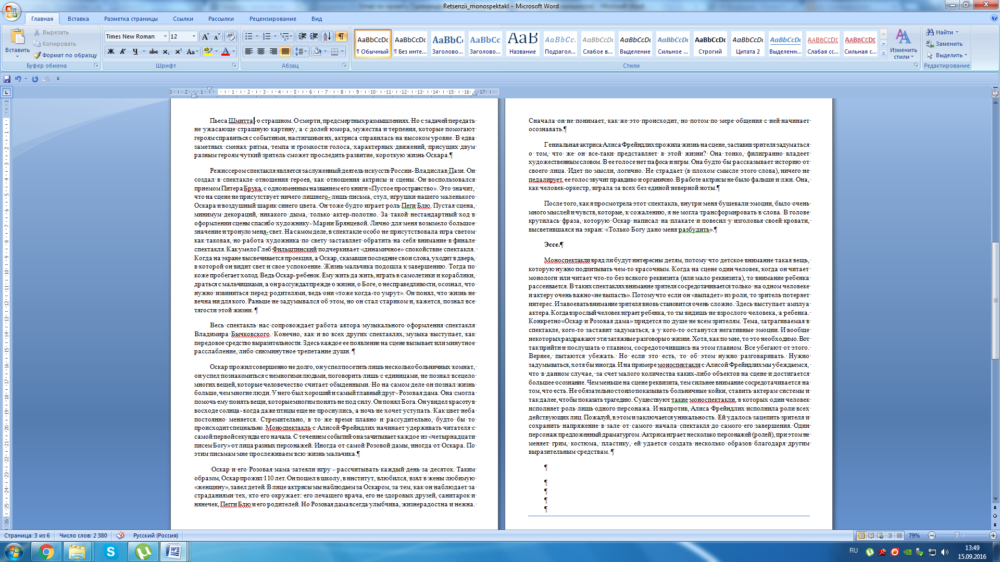 Retsenzii_monospektakl - Microsoft Word
Главная Вставка Разметка страницы Ссылки Рассылки Рецензирование Вид
Вставить
Вырезать
Копировать
Формат по образцу
Буфер обмена
Times New Roman 12
Ж К Ч abc x₂ x² Aa
Шрифт
Абзац
AaBbCcDc AaBbCcDc AaBbC AaBbCc AaB AaBbCc. AaBbCcDc AaBbCcDc AaBbCcDc AaBbCcDc AaBbCcDc AaBbCcDc AABBCCDE AABBCCDE
¶ Обычный ¶ Без инте... Заголово... Заголово... Название Подзагол... Слабое в... Выделение Сильное ... Строгий Цитата 2 Выделенн... Слабая сс... Сильная с...
Изменить стили
Стили
Найти
Заменить
Выделить
Редактирование
3 2 1 1 2 3 4 5 6 7 8 9 10 11 12 13 14 15 16 17
Пьеса Шмитта о страшном. О смерти, предсмертных размышлениях. Но с задачей передать
не ужасающе страшную картину, а с долей юмора, мужества и терпения, которые помогают
героям справиться с событиями, настигшими их, актриса справилась на высоком уровне. В едва
заметных сменах ритма, темпа и громкости голоса, характерных движений, присущих двум
разным героям чуткий зритель сможет проследить развитие, короткую жизнь Оскара.¶
Режиссером спектакля является заслуженный деятель искусств России- Владислав Пази. Он
создал в спектакле отношения героев, как отношения актрисы и сцены. Он воспользовался
приемом Питера Брука, с одноименным названием его книги «Пустое пространство». Это значит,
что на сцене не присутствует ничего лишнего- лишь письма, стул, игрушки нашего маленького
Оскара и воздушный шарик синего цвета. Он тоже будто играет роль Пеги Блю. Пустая сцена,
минимум декораций, никакого дыма, только актер-полотно. За такой нестандартный ход в
оформлении сцены спасибо художнику- Марии Брянцевой. Лично для меня возымело большое
значение и тронуло меня- свет. На самом деле, в спектакле особо не присутствовала игра светом
как таковая, но работа художника по свету заставляет обратить на себя внимание в финале
спектакля. Как умело Глеб Фильштинский подчеркивает «динамичное» спокойствие спектакля.
Когда на экране высвечивается проекция, а Оскар, сказавши последние свои слова, уходит в дверь,
в которой он видит свет и свое успокоение. Жизнь мальчика подошла к завершению. Тогда по
коже пробегает холод. Ведь Оскар- ребенок. Ему жить да жить, играть в самолетики и кораблики,
драться с мальчишками, а он рассуждал прежде о жизни, о Боге, о несправедливости, осознал, что
нужно извиниться перед родителями, ведь они «тоже когда-то умрут». Он понял, что жизнь не
вечна ни для кого. Раньше не задумывался об этом, но он стал стариком и, кажется, познал все
тягости этой жизни. ¶
Весь спектакль нас сопровождает работа автора музыкального оформления спектакля
Владимира Бычковского. Конечно, как и во всех других спектаклях, музыка выступает, как
передовое средство выразительности. Здесь каждое ее появление на сцене вызывает или минутное
расслабление, либо сиюминутное трепетание души. ¶
Оскар прожил совершенно не долго, он успел посетить лишь несколько больничных комнат,
он успел познакомиться с немногими людьми, поговорить лишь с единицами, не познал всецело
многих вещей, которые человечество считает обыденными. Но на самом деле он познал жизнь
больше, чем многие люди. У него был хороший и самый главный друг- Розовая дама. Она смогла
помочь ему понять вещи, которые многим понять не под силу. Он понял Бога. Он увидел красоту в
восходе солнца- когда даже птицы еще не проснулись, а ночь не хочет уступать. Как цвет неба
постоянно меняется. Стремительно, в то же время плавно и рассудительно, будто бы то
происходит специально. Моноспектакль с Алисой Фрейндлих начинает удерживать читателя с
самой первой секунды его начала. С течением событий она зачитывает каждое из «четырнадцати
писем Богу» от лица разных персонажей. Иногда от самой Розовой дамы, иногда от Оскара. По
этим письмам мне прослеживаем всю жизнь мальчика.¶
Оскар и его Розовая мама затеяли игру - рассчитывать каждый день за десяток. Таким
образом, Оскар прожил 110 лет. Он пошел в школу, в институт, влюбился, взял в жены любимую
«женщину», завел детей. В лице актрисы мы наблюдаем за Оскаром, за тем, как он наблюдает за
страданиями тех, кто его окружает: его лечащего врача, его не здоровых друзей, санитарок и
нянечек, Пегги Блю и его родителей. Но Розовая дама всегда улыбчива, жизнерадостна и нежна.
Сначала он не понимает, как же это происходит, но потом по мере общения с ней начинает
осознавать.¶
Гениальная актриса Алиса Фрейндлих прожила жизнь на сцене, заставив зрителя задуматься
о том, что же он все-таки представляет в этой жизни? Она тонко, филигранно владеет
художественным словом. В ее голосе нет пафоса и игры. Она будто бы рассказывает историю от
своего лица. Идет по мысли, логично. Не страдает (в плохом смысле этого слова), ничего не
педалирует, ее голос звучит правдиво и органично. В работе актрисы не было фальши и лжи. Она,
как человек-оркестр, играла за всех без единой неверной ноты.¶
После того, как я просмотрела этот спектакль, внутри меня бушевали эмоции, было очень
много мыслей и чувств, которые, к сожалению, я не могла трансформировать в слова. В голове
крутилась фраза, которую Оскар написал на плакате и повесил у изголовья своей кровати,
высветившаяся на экран: «Только Богу дано меня разбудить».¶
Эссе.¶
Моноспектакли вряд ли будут интересны детям, потому что детское внимание такая вещь,
которую нужно подпитывать чем-то красочным. Когда на сцене один человек, когда он читает
монологи или читает что-то без всякого реквизита (или мало реквизита), то внимание ребенка
рассеивается. В таких спектаклях внимание зрителя сосредотачивается только на одном человеке
и актеру очень важно «не выпасть». Потому что если он «выпадет» из роли, то зритель потеряет
интерес. И завоевать внимание зрителя вновь становится очень сложно. Здесь выступает амплуа
актера. Когда взрослый человек играет ребенка, то ты видишь не взрослого человека, а ребенка.
Конкретно «Оскар и Розовая дама» придется по душе не всем зрителям. Тема, затрагиваемая в
спектакле, кого-то заставит задуматься, а у кого-то останутся негативные эмоции. И вообще
некоторых раздражают эти затяжные разговоры о жизни. Хотя, как по мне, то это необходимо. Вот
так прийти и послушать о главном, сосредоточившись на этом главном. Все убегают от этого.
Вернее, пытаются убежать. Но если это есть, то об этом нужно разговаривать. Нужно
задумываться, хотя бы иногда. И на примере моноспектакля с Алисой Фрейндлих мы убеждаемся,
что в данном случае, за счет малого количества каких-либо объектов на сцене и достигается
большее осознание. Чем меньше на сцене реквизита, тем сильнее внимание сосредотачивается на
том, что есть. Не обязательно стоило показывать больничные койки, ставить актерам системы и
так далее, чтобы показать трагедию. Существуют такие моноспектакли, в которых один человек
исполняет роль лишь одного персонажа. И напротив, Алиса Фрейндлих исполнила роли всех
действующих лиц. Пожалуй, в этом и заключается уникальность. Ей удалось зацепить зрителя и
сохранить напряжение в зале от самого начала спектакля до самого его завершения. Один
персонаж предложенный драматургом. Актриса играет несколько персонажей (ролей), при этом не
меняет грим, костюма, пластику, ей удается создать несколько образов благодаря другим
выразительным средствам. ¶
¶
¶
¶
¶
¶
Страница: 3 из 6 Число слов: 2 380 Русский (Россия) 79%
RU 13:49
15.09.2016